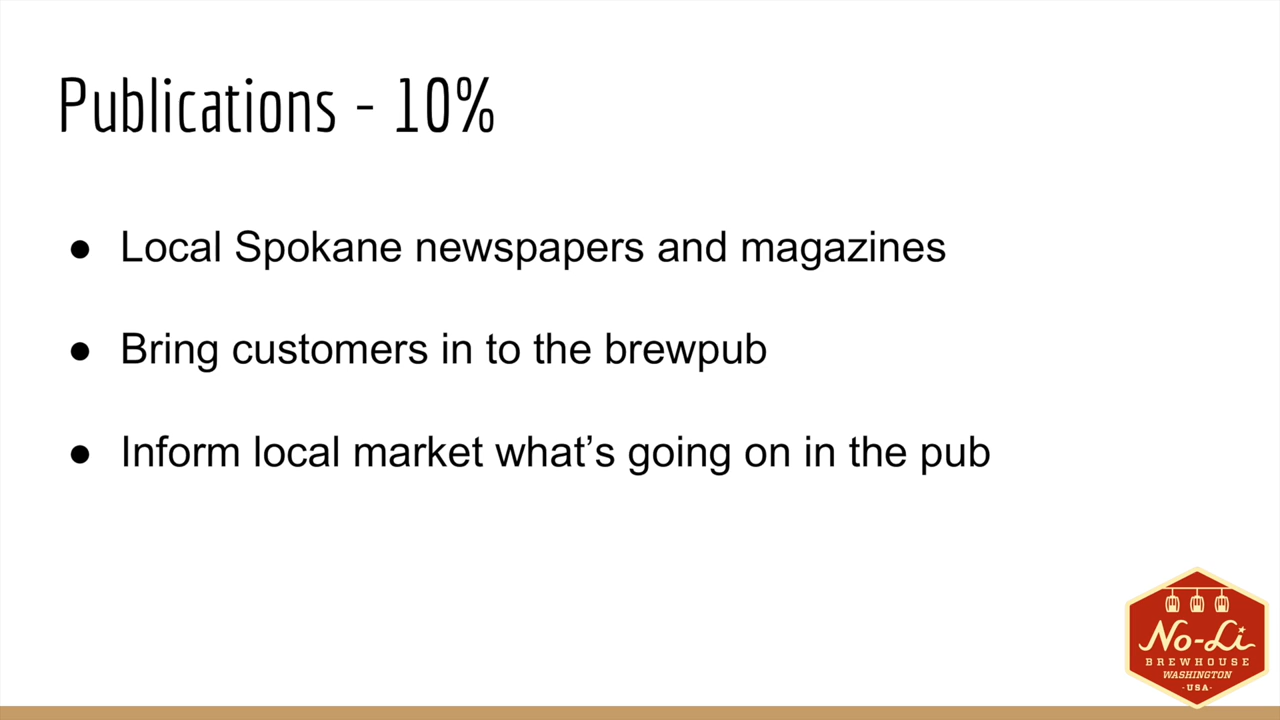 Publications - 10%
● Local Spokane newspapers and magazines
● Bring customers in to the brewpub
● Inform local market what’s going on in the pub
No-Li
BREWHOUSE
WASHINGTON
-USA-